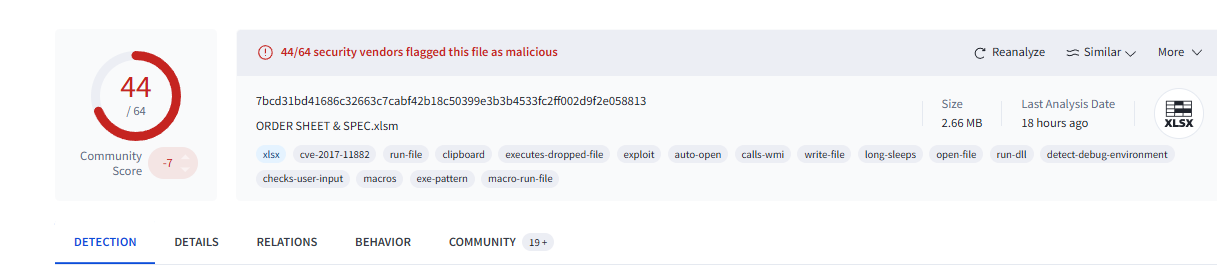 44
/ 64
Community Score
-7
44/64 security vendors flagged this file as malicious
Reanalyze
Similar
More
7bcd31bd41686c32663c7cabf42b18c50399e3b3b4533fc2ff002d9f2e058813
ORDER SHEET & SPEC.xlsm
Size
2.66 MB
Last Analysis Date
18 hours ago
XLSX
xlsx cve-2017-11882 run-file clipboard executes-dropped-file exploit auto-open calls-wmi write-file long-sleeps open-file run-dll detect-debug-environment
checks-user-input macros exe-pattern macro-run-file
DETECTION DETAILS RELATIONS BEHAVIOR COMMUNITY 19+